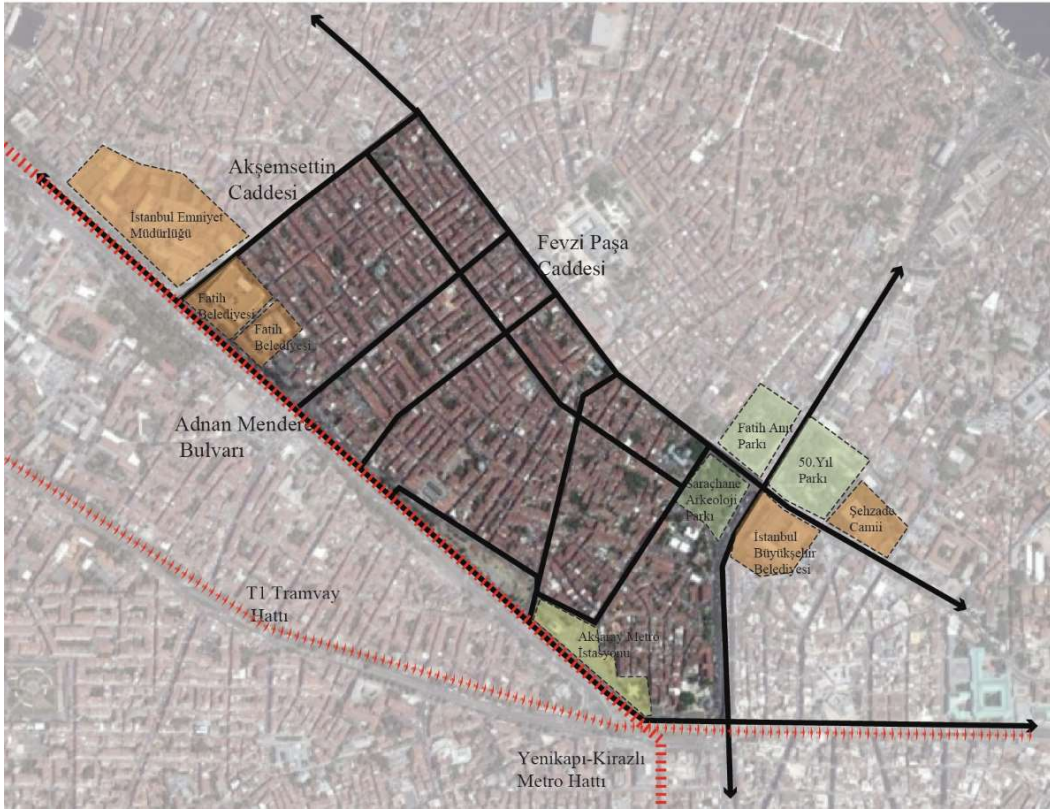 Akşemsettin
Caddesi
İstanbul Emniyet
Müdürlüğü
Fevzi Paşa
Caddesi
Fatih
Belediyesi
Fatih
Belediyesi
Adnan Mendere
Bulvarı
Fatih Anıt
Parkı
50.Yıl
Parkı
Saraçhane
Arkeoloji
Parkı
Şehzade
Camii
İstanbul
Büyükşehir
Belediyesi
T1 Tramvay
Hattı
Aksaray Metro
İstasyonu
Yenikapı-Kirazlı
Metro Hattı